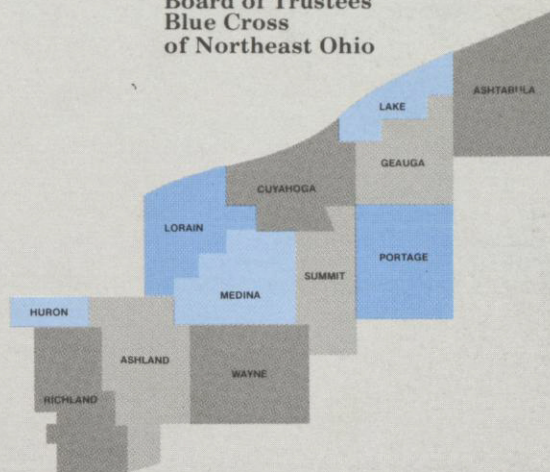 Board of Trustees
Blue Cross
of Northeast Ohio
ASHTABULA
LAKE
GEAUGA
CUYAHOGA
LORAIN
PORTAGE
SUMMIT
MEDINA
HURON
ASHLAND
WAYNE
RICHLAND